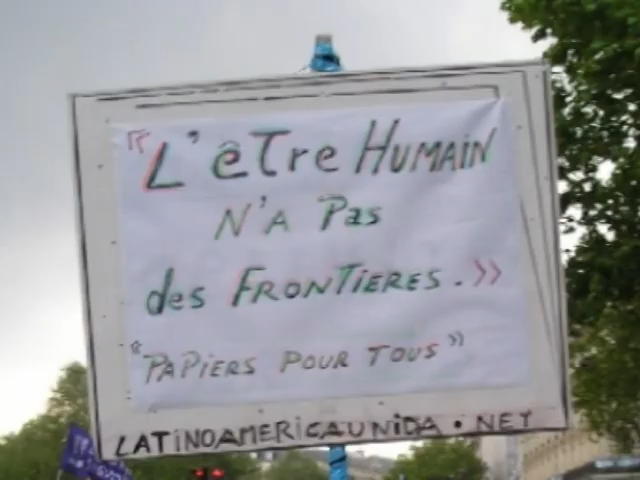 “L'être HUMAIN
N'A Pas
des FRONTIERES.»
“PAPIERS POUR TOUS”
LATINOAMERICAUNIDA.NET